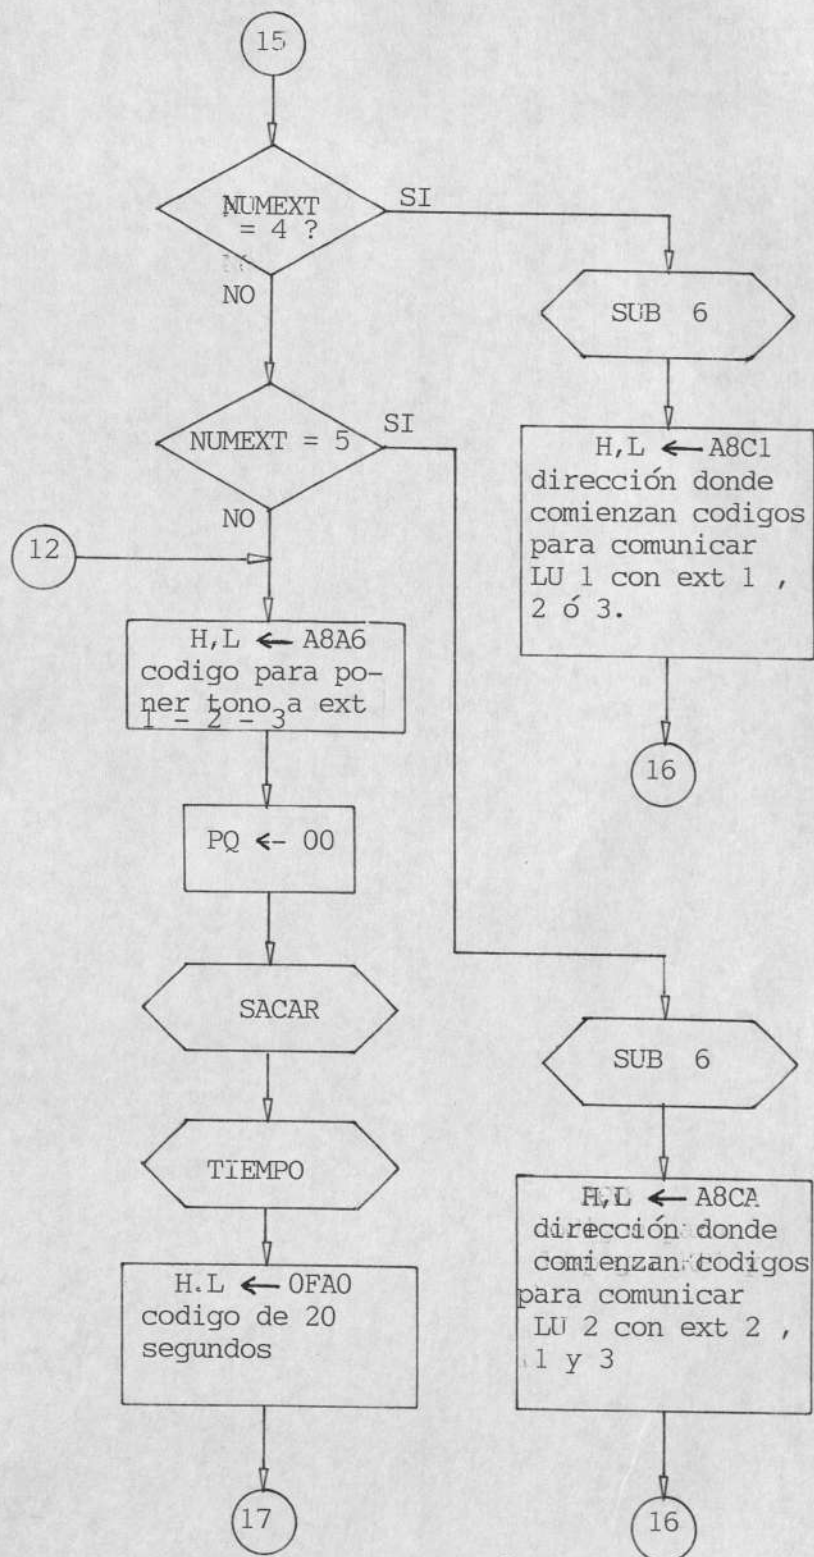 15
NUMEXT
= 4 ?
SI
NO
SUB 6
H,L ← A8C1
dirección donde
comienzan codigos
para comunicar
LU 1 con ext 1 ,
2 ó 3.
16
NUMEXT = 5
SI
NO
12
H,L ← A8A6
codigo para po-
ner tono a ext
1 - 2 - 3
PQ ← 00
SACAR
TIEMPO
H.L ← 0FA0
codigo de 20
segundos
17
SUB 6
H,L ← A8CA
dirección donde
comienzan codigos
para comunicar
LU 2 con ext 2 ,
1 y 3
16